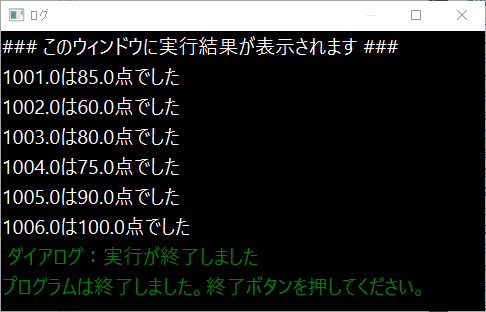 ログ
### このウィンドウに実行結果が表示されます ###
1001.0は85.0点でした
1002.0は60.0点でした
1003.0は80.0点でした
1004.0は75.0点でした
1005.0は90.0点でした
1006.0は100.0点でした
ダイアログ：実行が終了しました
プログラムは終了しました。終了ボタンを押してください。